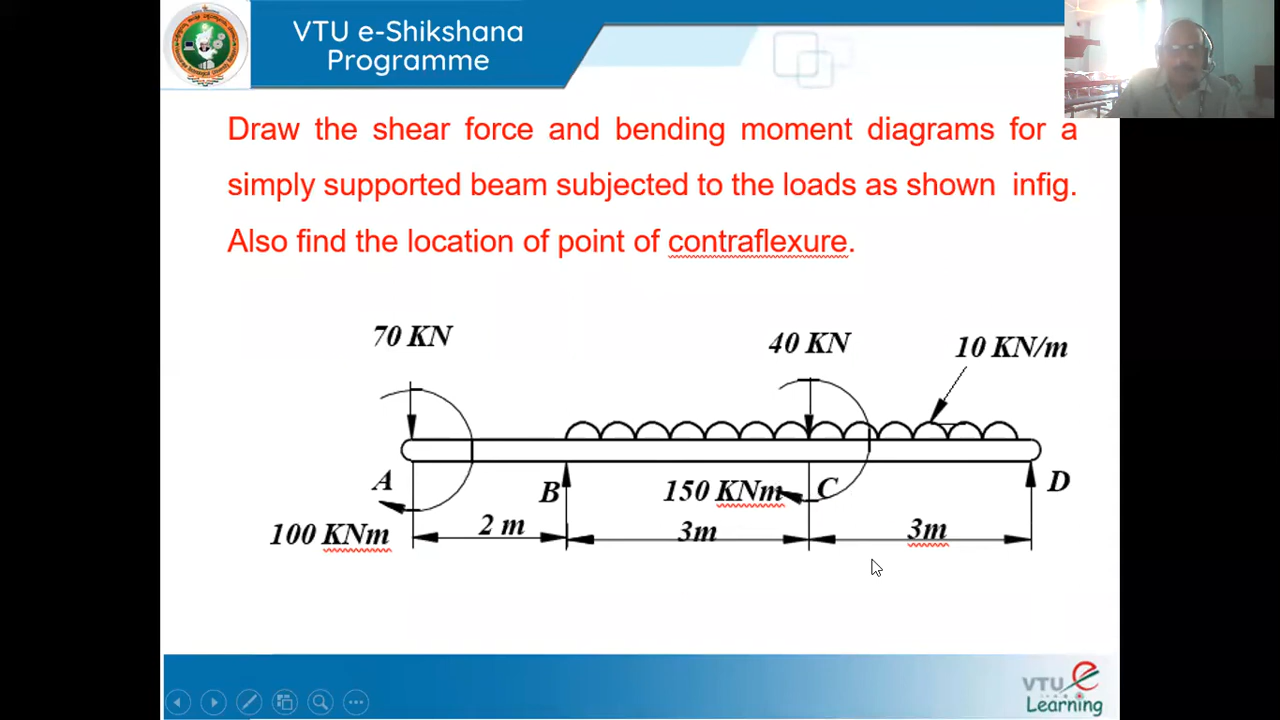 VTU e-Shikshana
Programme
Draw the shear force and bending moment diagrams for a
simply supported beam subjected to the loads as shown infig.
Also find the location of point of contraflexure.
70 KN
40 KN
10 KN/m
A
B
150 KNm
C
D
100 KNm
2 m
3m
3m
VTU e
Learning